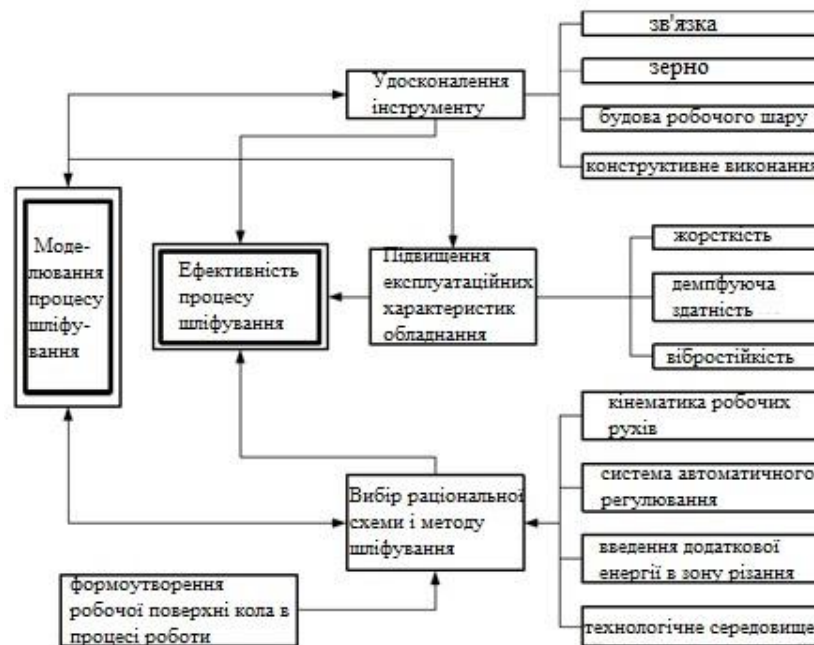 зв'язка
зерно
будова робочого шару
конструктивне виконання
Удосконалення
інструменту
Моде-
лювання
процесу
шліфу-
вання
Ефективність
процесу
шліфування
Підвищення
експлуатаційних
характеристик
обладнання
жорсткість
демпфуюча
здатність
вібростійкість
кінематика робочих
рухів
система автоматичного
регулювання
введення додаткової
енергії в зону різання
технологічне середовище
Вибір раціональної
схеми і методу
шліфування
формоутворення
робочої поверхні кола в
процесі роботи